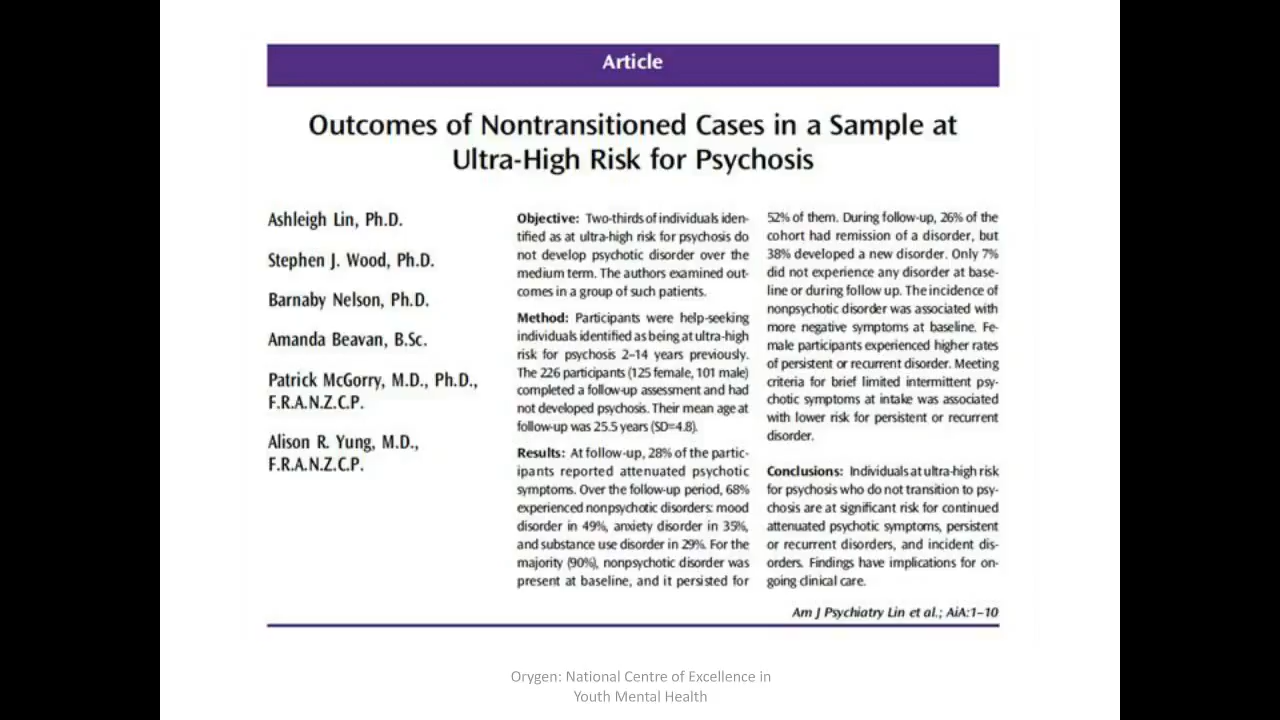 Article
Outcomes of Nontransitioned Cases in a Sample at
Ultra-High Risk for Psychosis
Ashleigh Lin, Ph.D.
Stephen J. Wood, Ph.D.
Barnaby Nelson, Ph.D.
Amanda Beavan, B.Sc.
Patrick McGorry, M.D., Ph.D.,
F.R.A.N.Z.C.P.
Alison R. Yung, M.D.,
F.R.A.N.Z.C.P.
Objective: Two-thirds of individuals iden-
tified as at ultra-high risk for psychosis do
not develop psychotic disorder over the
medium term. The authors examined out-
comes in a group of such patients.
Method: Participants were help-seeking
individuals identified as being at ultra-high
risk for psychosis 2–14 years previously.
The 226 participants (125 female, 101 male)
completed a follow-up assessment and had
not developed psychosis. Their mean age at
follow-up was 25.5 years (SD=4.8).
Results: At follow-up, 28% of the partic-
ipants reported attenuated psychotic
symptoms. Over the follow-up period, 68%
experienced nonpsychotic disorders: mood
disorder in 49%, anxiety disorder in 35%,
and substance use disorder in 29%. For the
majority (90%), nonpsychotic disorder was
present at baseline, and it persisted for
52% of them. During follow-up, 26% of the
cohort had remission of a disorder, but
38% developed a new disorder. Only 7%
did not experience any disorder at base-
line or during follow up. The incidence of
nonpsychotic disorder was associated with
more negative symptoms at baseline. Fe-
male participants experienced higher rates
of persistent or recurrent disorder. Meeting
criteria for brief limited intermittent psy-
chotic symptoms at intake was associated
with lower risk for persistent or recurrent
disorder.
Conclusions: Individuals at ultra-high risk
for psychosis who do not transition to psy-
chosis are at significant risk for continued
attenuated psychotic symptoms, persistent
or recurrent disorders, and incident dis-
orders. Findings have implications for on-
going clinical care.
Am J Psychiatry Lin et al.; AiA:1–10
Orygen: National Centre of Excellence in
Youth Mental Health